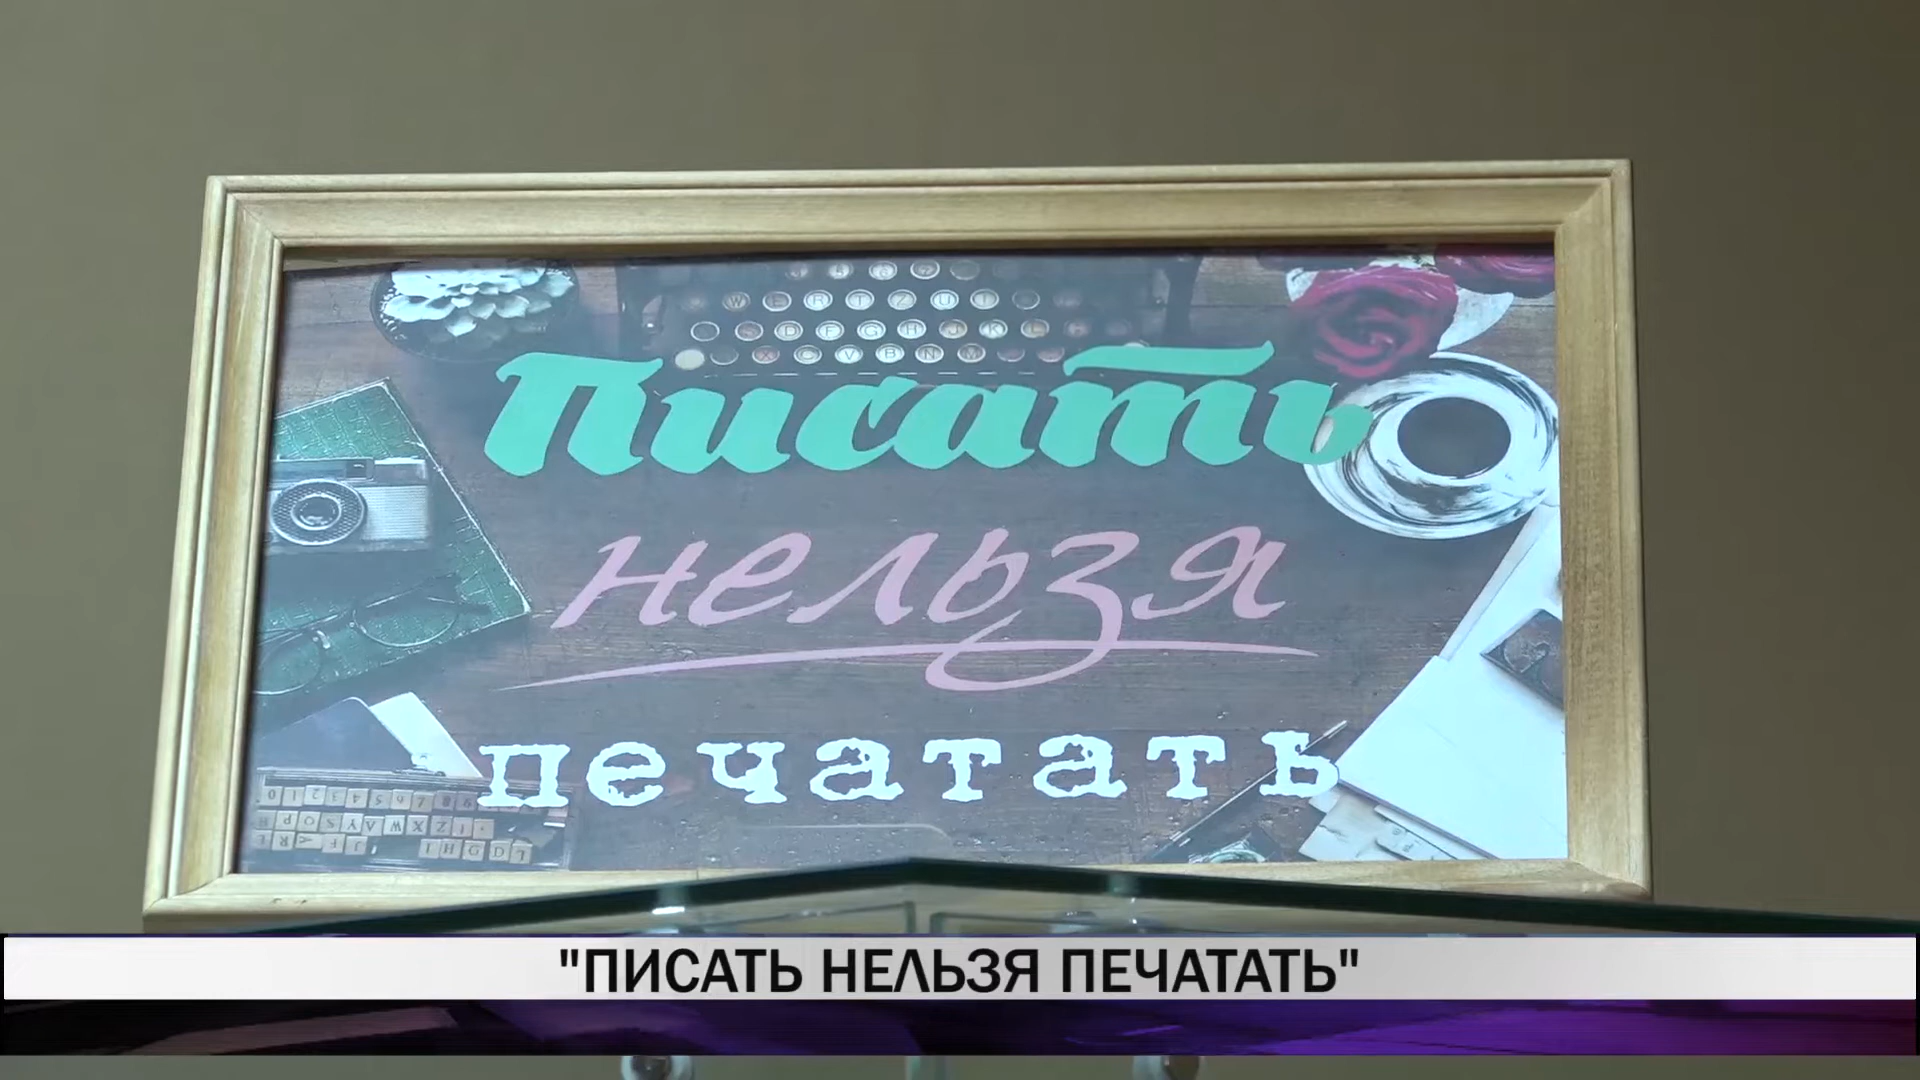 W E R T Z U I
S D F G H J K L
X C V B N M
Писать
нельзя
печатать
"ПИСАТЬ НЕЛЬЗЯ ПЕЧАТАТЬ"